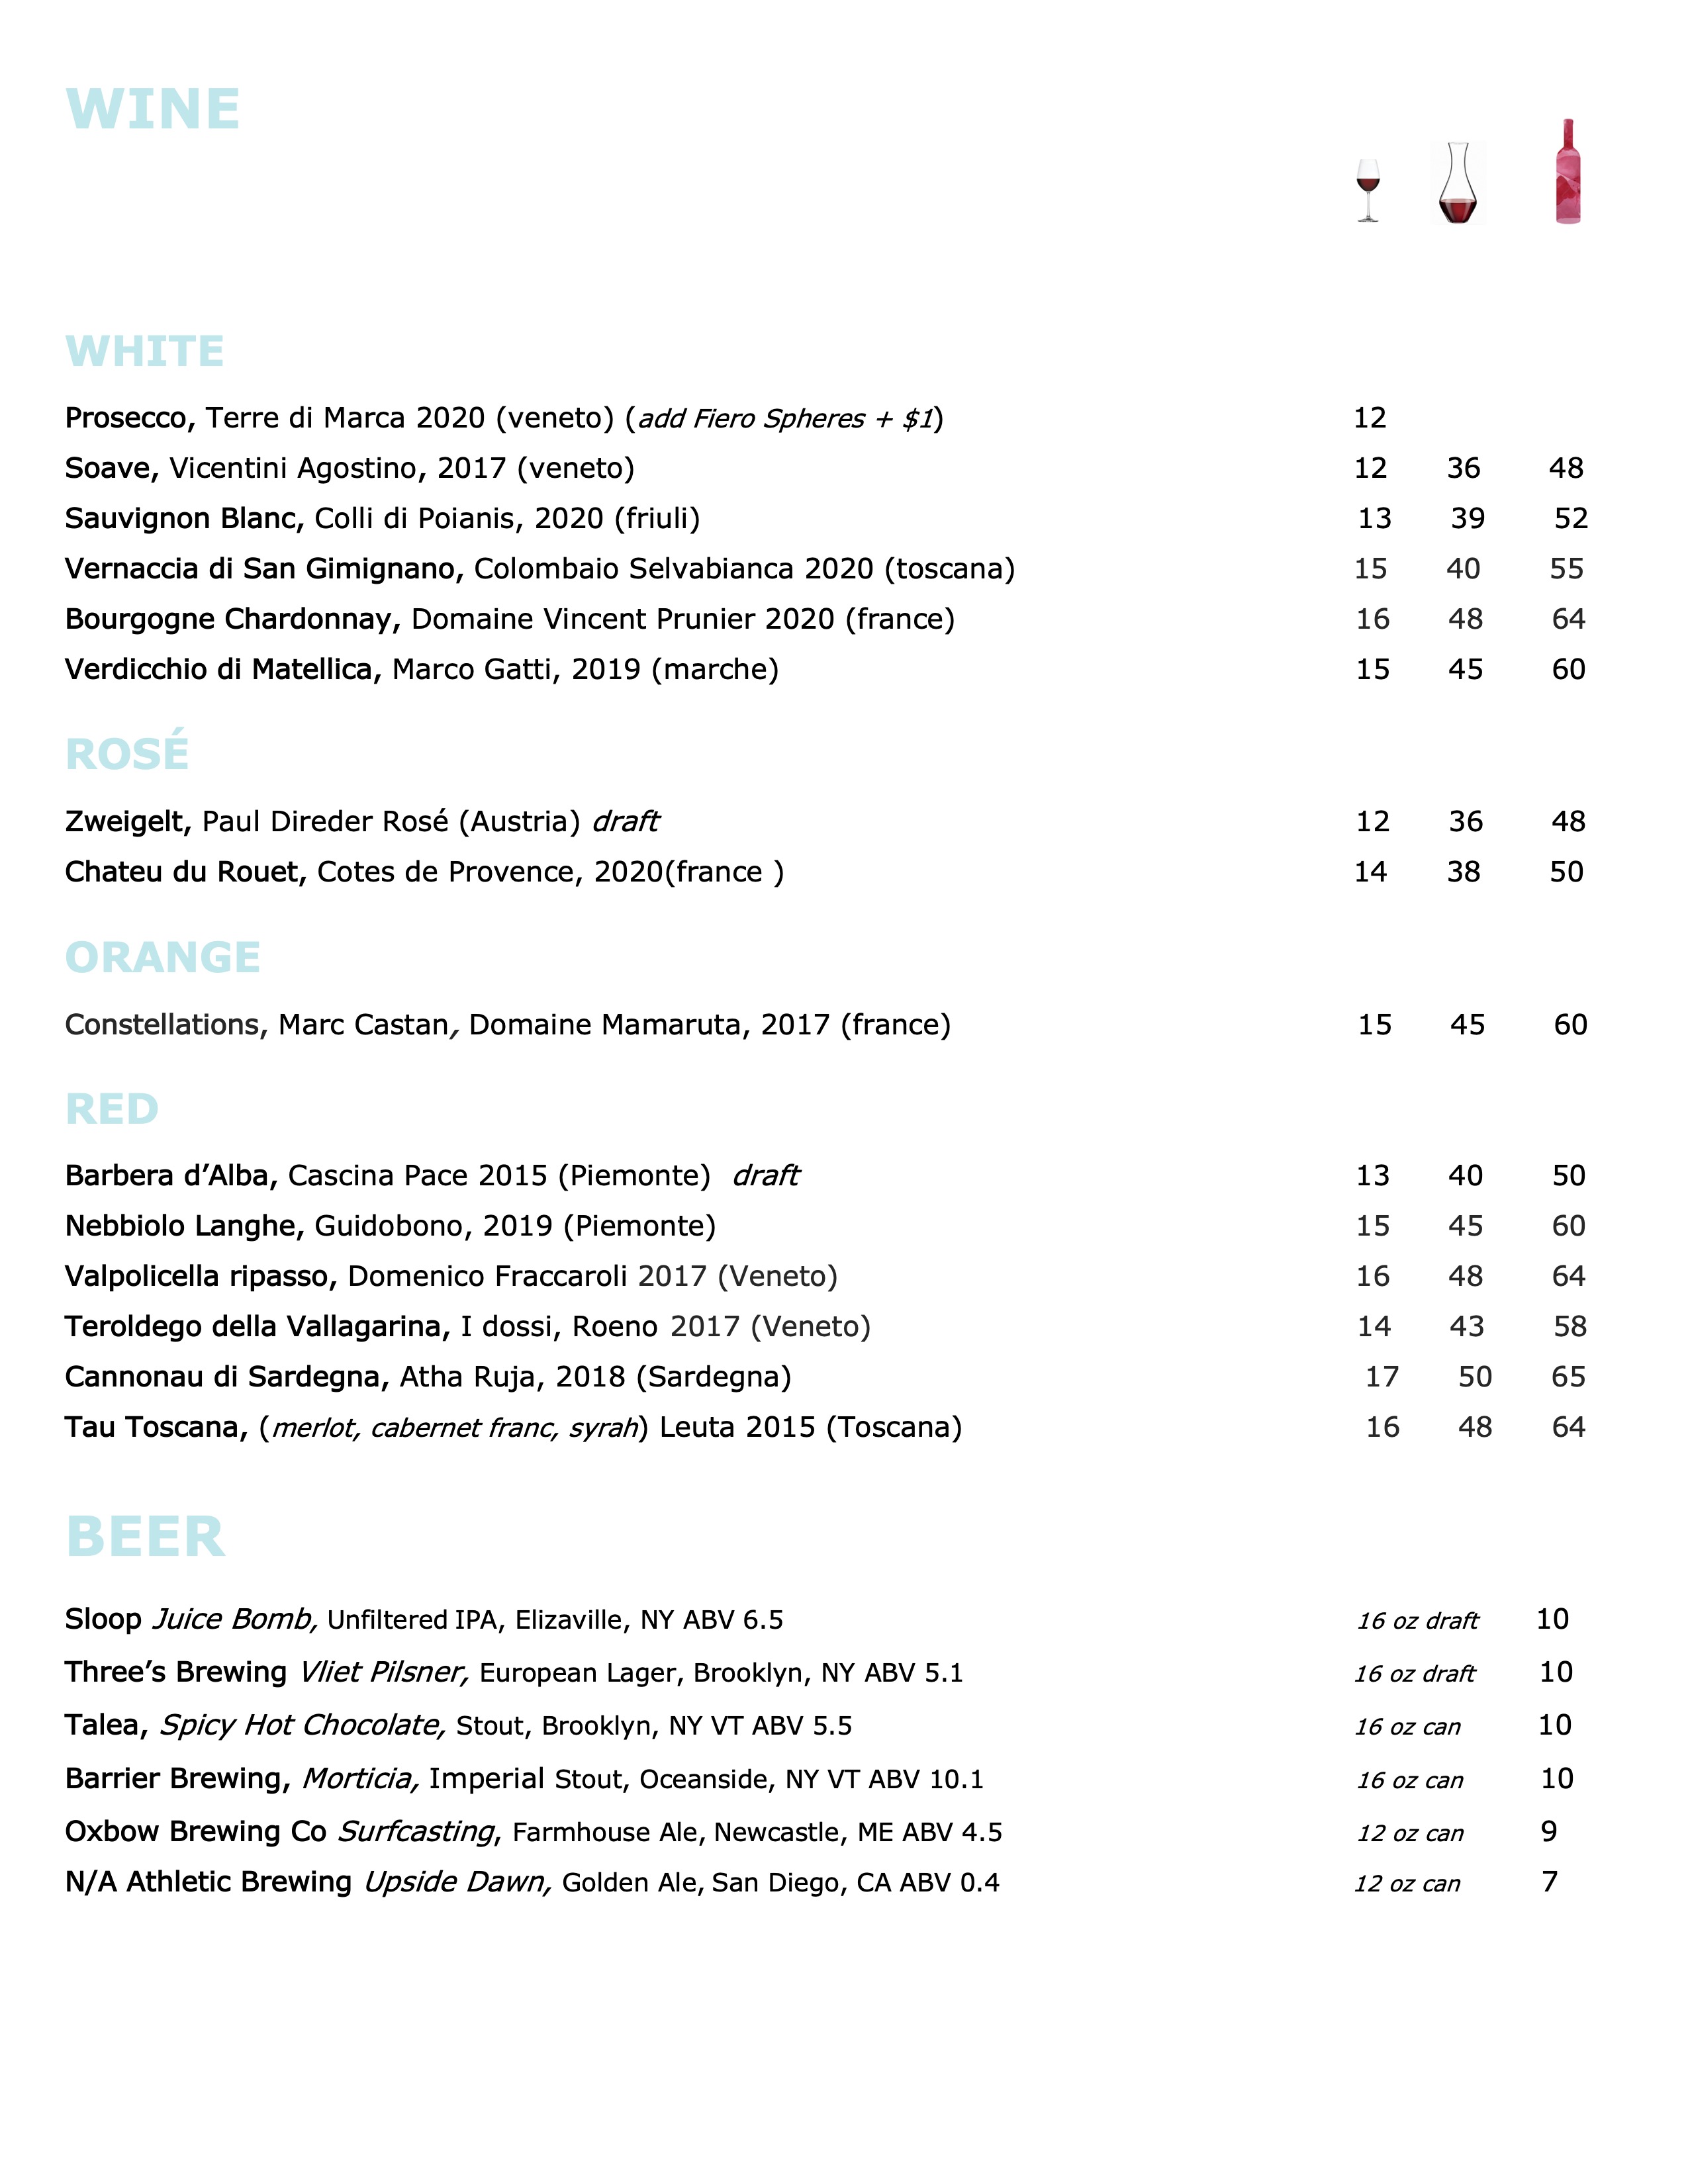 WINE
WHITE
Prosecco, Terre di Marca 2020 (veneto) (add Fiero Spheres + $1) 12
Soave, Vicentini Agostino, 2017 (veneto) 12 36 48
Sauvignon Blanc, Colli di Poianis, 2020 (friuli) 13 39 52
Vernaccia di San Gimignano, Colombaio Selvabianca 2020 (toscana) 15 40 55
Bourgogne Chardonnay, Domaine Vincent Prunier 2020 (france) 16 48 64
Verdicchio di Matellica, Marco Gatti, 2019 (marche) 15 45 60
ROSÉ
Zweigelt, Paul Direder Rosé (Austria) draft 12 36 48
Chateu du Rouet, Cotes de Provence, 2020(france ) 14 38 50
ORANGE
Constellations, Marc Castan, Domaine Mamaruta, 2017 (france) 15 45 60
RED
Barbera d’Alba, Cascina Pace 2015 (Piemonte) draft 13 40 50
Nebbiolo Langhe, Guidobono, 2019 (Piemonte) 15 45 60
Valpolicella ripasso, Domenico Fraccaroli 2017 (Veneto) 16 48 64
Teroldego della Vallagarina, I dossi, Roeno 2017 (Veneto) 14 43 58
Cannonau di Sardegna, Atha Ruja, 2018 (Sardegna) 17 50 65
Tau Toscana, (merlot, cabernet franc, syrah) Leuta 2015 (Toscana) 16 48 64
BEER
Sloop Juice Bomb, Unfiltered IPA, Elizaville, NY ABV 6.5 16 oz draft 10
Three’s Brewing Vliet Pilsner, European Lager, Brooklyn, NY ABV 5.1 16 oz draft 10
Talea, Spicy Hot Chocolate, Stout, Brooklyn, NY VT ABV 5.5 16 oz can 10
Barrier Brewing, Morticia, Imperial Stout, Oceanside, NY VT ABV 10.1 16 oz can 10
Oxbow Brewing Co Surfcasting, Farmhouse Ale, Newcastle, ME ABV 4.5 12 oz can 9
N/A Athletic Brewing Upside Dawn, Golden Ale, San Diego, CA ABV 0.4 12 oz can 7